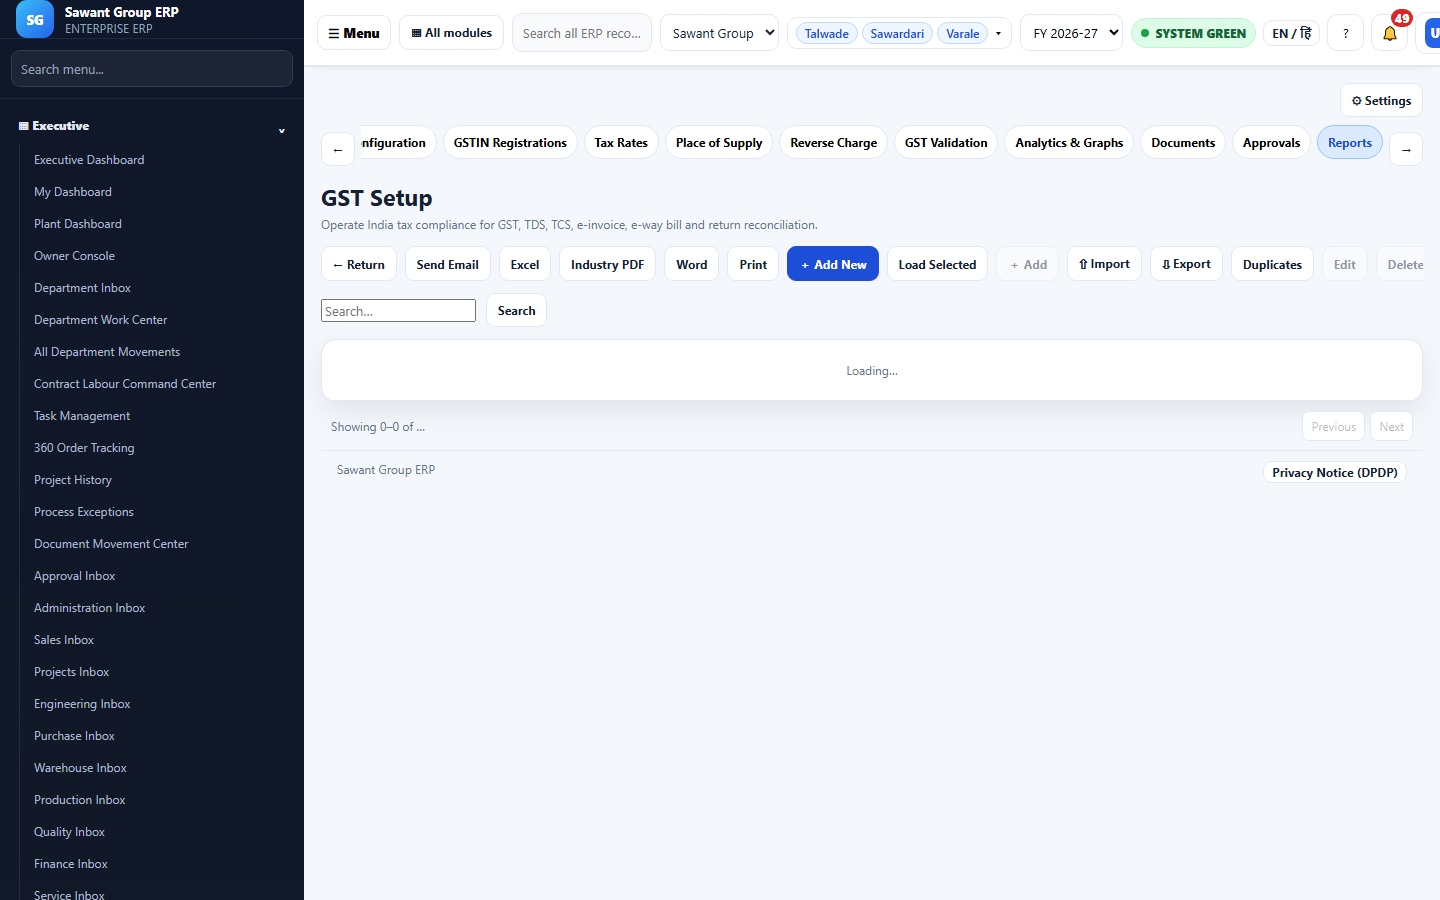 SG
Sawant Group ERP
ENTERPRISE ERP
Search menu...
Executive
Executive Dashboard
My Dashboard
Plant Dashboard
Owner Console
Department Inbox
Department Work Center
All Department Movements
Contract Labour Command Center
Task Management
360 Order Tracking
Project History
Process Exceptions
Document Movement Center
Approval Inbox
Administration Inbox
Sales Inbox
Projects Inbox
Engineering Inbox
Purchase Inbox
Warehouse Inbox
Production Inbox
Quality Inbox
Finance Inbox
Service Inbox
☰ Menu
All modules
Search all ERP reco...
Sawant Group
Talwade Sawardari Varale
FY 2026-27
SYSTEM GREEN
EN / हिं
?
49
U
⚙ Settings
← nfiguration GSTIN Registrations Tax Rates Place of Supply Reverse Charge GST Validation Analytics & Graphs Documents Approvals Reports →
GST Setup
Operate India tax compliance for GST, TDS, TCS, e-invoice, e-way bill and return reconciliation.
← Return Send Email Excel Industry PDF Word Print + Add New Load Selected + Add ⇧ Import ⇩ Export Duplicates Edit Delete
Search... Search
Loading...
Showing 0–0 of ... Previous Next
Sawant Group ERP Privacy Notice (DPDP)